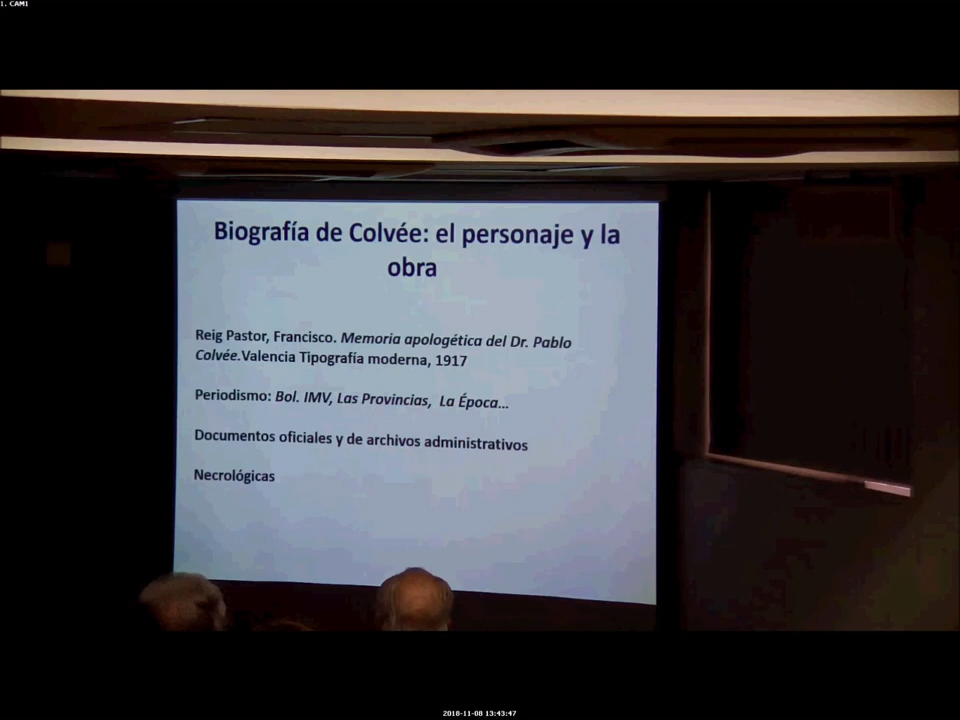 1. CAM1
Biografía de Colvée: el personaje y la
obra
Reig Pastor, Francisco. Memoria apologética del Dr. Pablo
Colvée.Valencia Tipografía moderna, 1917
Periodismo: Bol. IMV, Las Provincias, La Época...
Documentos oficiales y de archivos administrativos
Necrológicas
2018-11-08 13:43:47